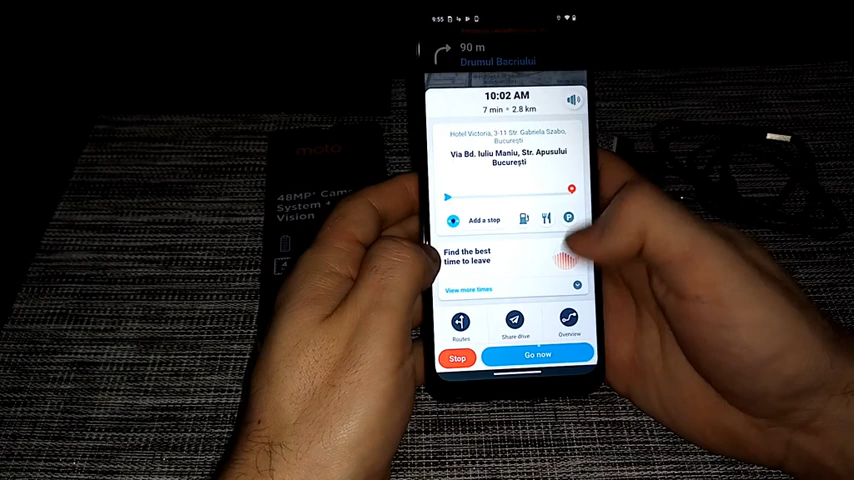 9:55
90 m
Drumul Bacriului
10:02 AM
7 min • 2.8 km
Hotel Victoria, 3-11 Str. Gabriela Szabo,
București
Via Bd. Iuliu Maniu, Str. Apusului
București
Add a stop
P
Find the best
time to leave
View more times
Routes
Share drive
Overview
Stop
Go now
moto
48MP* Cam
System
Vision